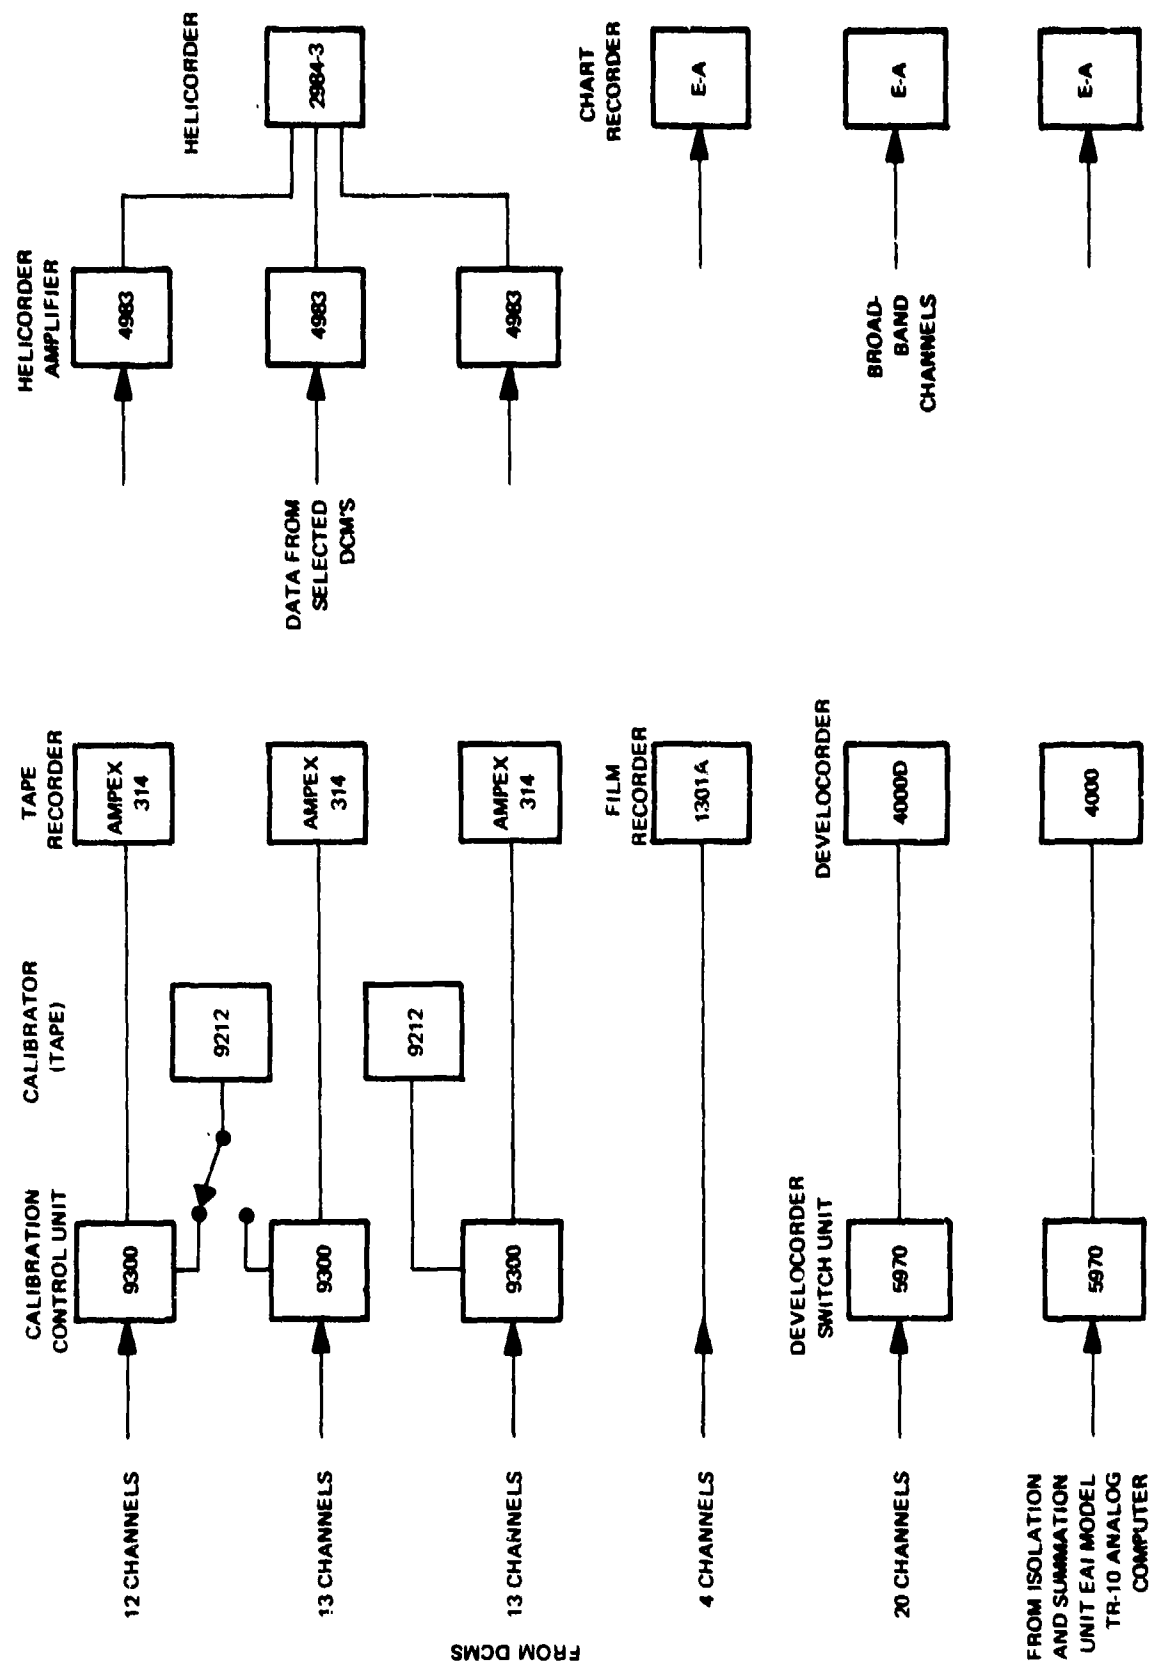 CALIBRATION
CONTROL UNIT
CALIBRATOR
(TAPE)
TAPE
RECORDER
HELICORDER
AMPLIFIER
HELICORDER
12 CHANNELS
9300
AMPEX
314
4983
9212
13 CHANNELS
9300
AMPEX
314
DATA FROM
SELECTED
DCM'S
4983
2984-3
9212
13 CHANNELS
9300
AMPEX
314
4983
FROM DCMS
FILM
RECORDER
CHART
RECORDER
4 CHANNELS
1301A
E-A
DEVELOCORDER
SWITCH UNIT
DEVELOCORDER
20 CHANNELS
5970
4000D
BROAD-
BAND
CHANNELS
E-A
FROM ISOLATION
AND SUMMATION
UNIT EAI MODEL
TR-10 ANALOG
COMPUTER
5970
4000
E-A